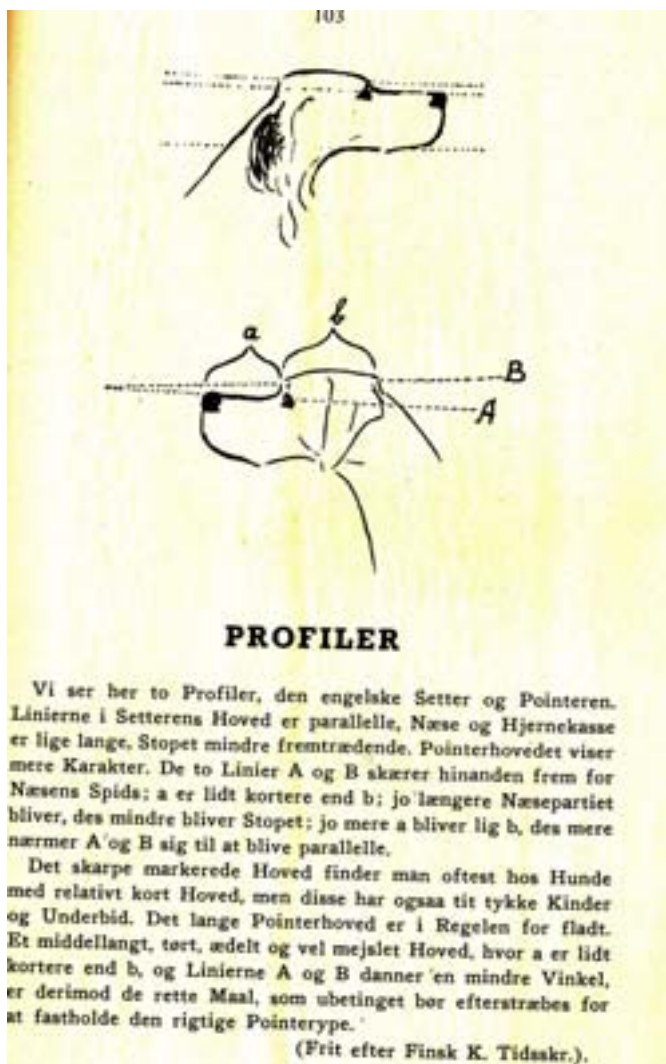 103
a
b
B
A
PROFILER
Vi ser her to Profiler, den engelske Setter og Pointeren.
Linierne i Setterens Hoved er parallelle, Næse og Hjernekasse
er lige lange, Stopet mindre fremtrædende. Pointerhovedet viser
mere Karakter. De to Linier A og B skærer hinanden frem for
Næsens Spids; a er lidt kortere end b; jo længere Næsepartiet
bliver, des mindre bliver Stopet; jo mere a bliver lig b, des mere
nærmer A og B sig til at blive parallelle.
Det skarpe markerede Hoved finder man oftest hos Hunde
med relativt kort Hoved, men disse har ogsaa tit tykke Kinder
og Underbid. Det lange Pointerhoved er i Regelen for fladt.
Et middellangt, tørt, ædelt og vel mejslet Hoved, hvor a er lidt
kortere end b, og Linierne A og B danner en mindre Vinkel,
er derimod de rette Maal, som ubetinget bør efterstræbes for
at fastholde den rigtige Pointerype.
(Frit efter Finsk K. Tidsskr.).